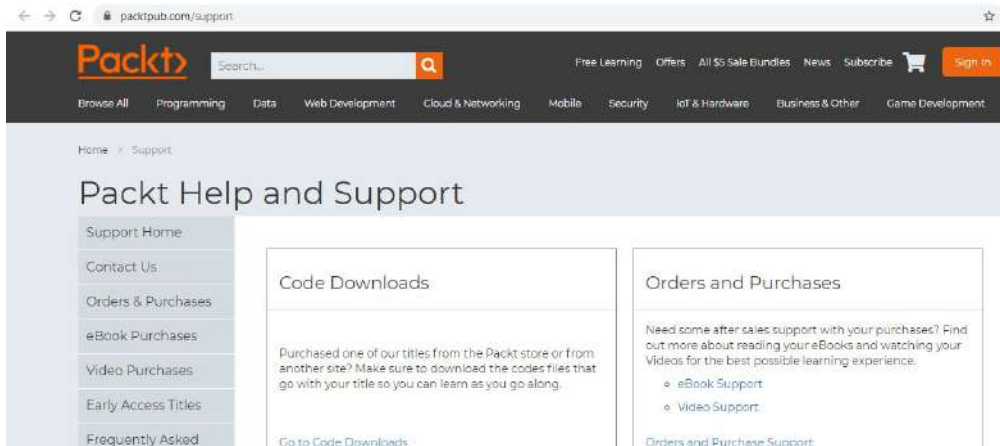 packtpub.com/support
Packt>
Search...
Free Learning Offers All $5 Sale Bundles News Subscribe Sign In
Browse All Programming Data Web Development Cloud & Networking Mobile Security IoT & Hardware Business & Other Game Development
Home > Support
Packt Help and Support
Support Home
Contact Us
Orders & Purchases
eBook Purchases
Video Purchases
Early Access Titles
Frequently Asked
Code Downloads
Purchased one of our titles from the Packt store or from
another site? Make sure to download the codes files that
go with your title so you can learn as you go along.
Go to Code Downloads
Orders and Purchases
Need some after sales support with your purchases? Find
out more about reading your eBooks and watching your
Videos for the best possible learning experience.
eBook Support
Video Support
Orders and Purchase Support